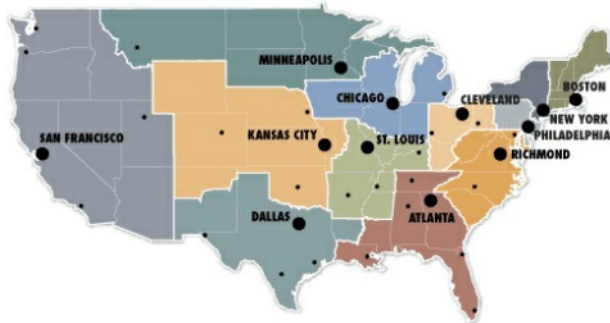 MINNEAPOLIS
BOSTON
CHICAGO
CLEVELAND
NEW YORK
SAN FRANCISCO
KANSAS CITY
ST. LOUIS
PHILADELPHIA
RICHMOND
DALLAS
ATLANTA